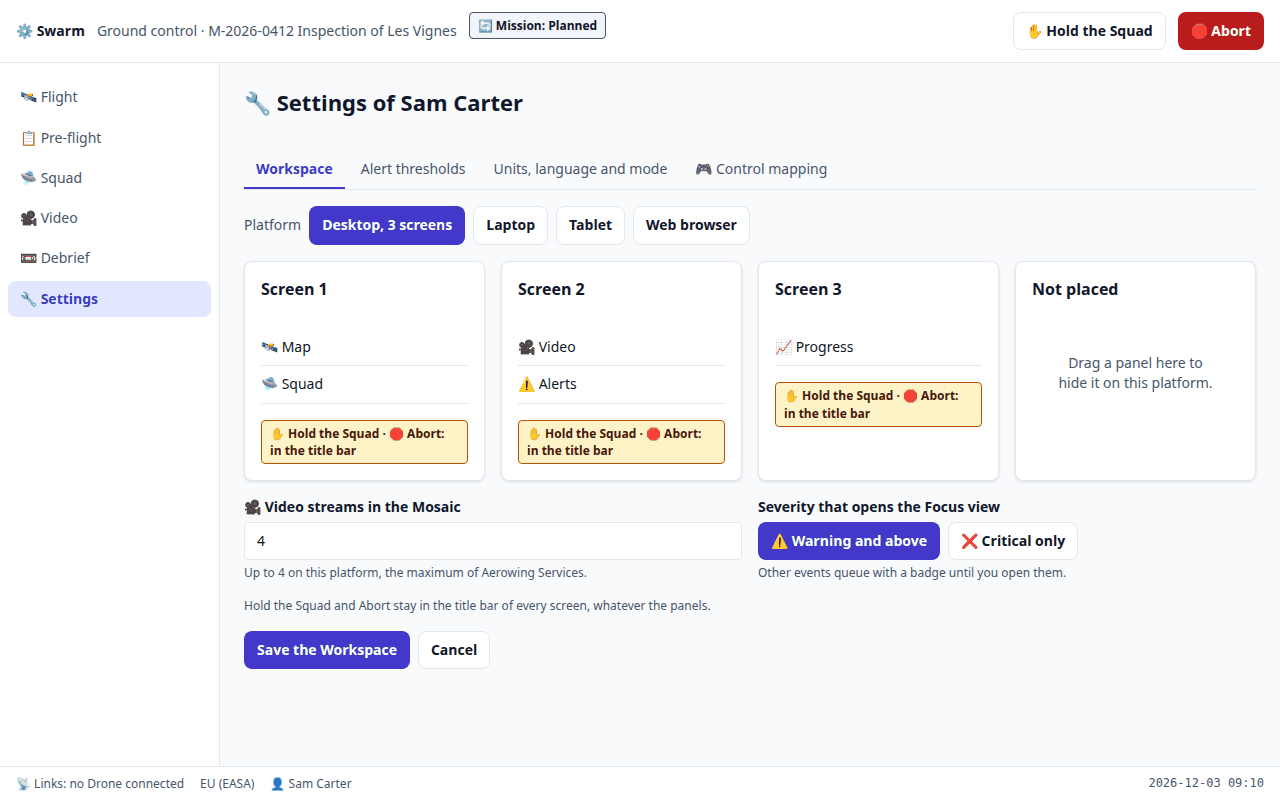 Swarm
Ground control · M-2026-0412 Inspection of Les Vignes
Mission: Planned
Hold the Squad
Abort
Flight
Pre-flight
Squad
Video
Debrief
Settings
Settings of Sam Carter
Workspace
Alert thresholds
Units, language and mode
Control mapping
Platform
Desktop, 3 screens
Laptop
Tablet
Web browser
Screen 1
Map
Squad
Hold the Squad · Abort:
in the title bar
Screen 2
Video
Alerts
Hold the Squad · Abort:
in the title bar
Screen 3
Progress
Hold the Squad · Abort:
in the title bar
Not placed
Drag a panel here to
hide it on this platform.
Video streams in the Mosaic
4
Up to 4 on this platform, the maximum of Aerowing Services.
Severity that opens the Focus view
Warning and above
Critical only
Other events queue with a badge until you open them.
Hold the Squad and Abort stay in the title bar of every screen, whatever the panels.
Save the Workspace
Cancel
Links: no Drone connected
EU (EASA)
Sam Carter
2026-12-03 09:10